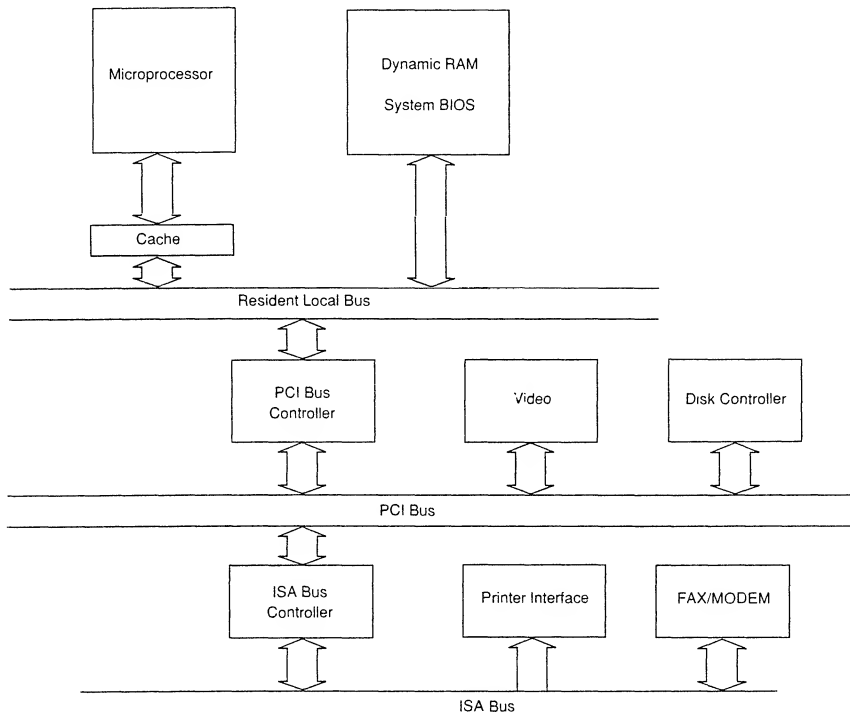 Microprocessor
Dynamic RAM
System BIOS
Cache
Resident Local Bus
PCI Bus
Controller
Video
Disk Controller
PCI Bus
ISA Bus
Controller
Printer Interface
FAX/MODEM
ISA Bus